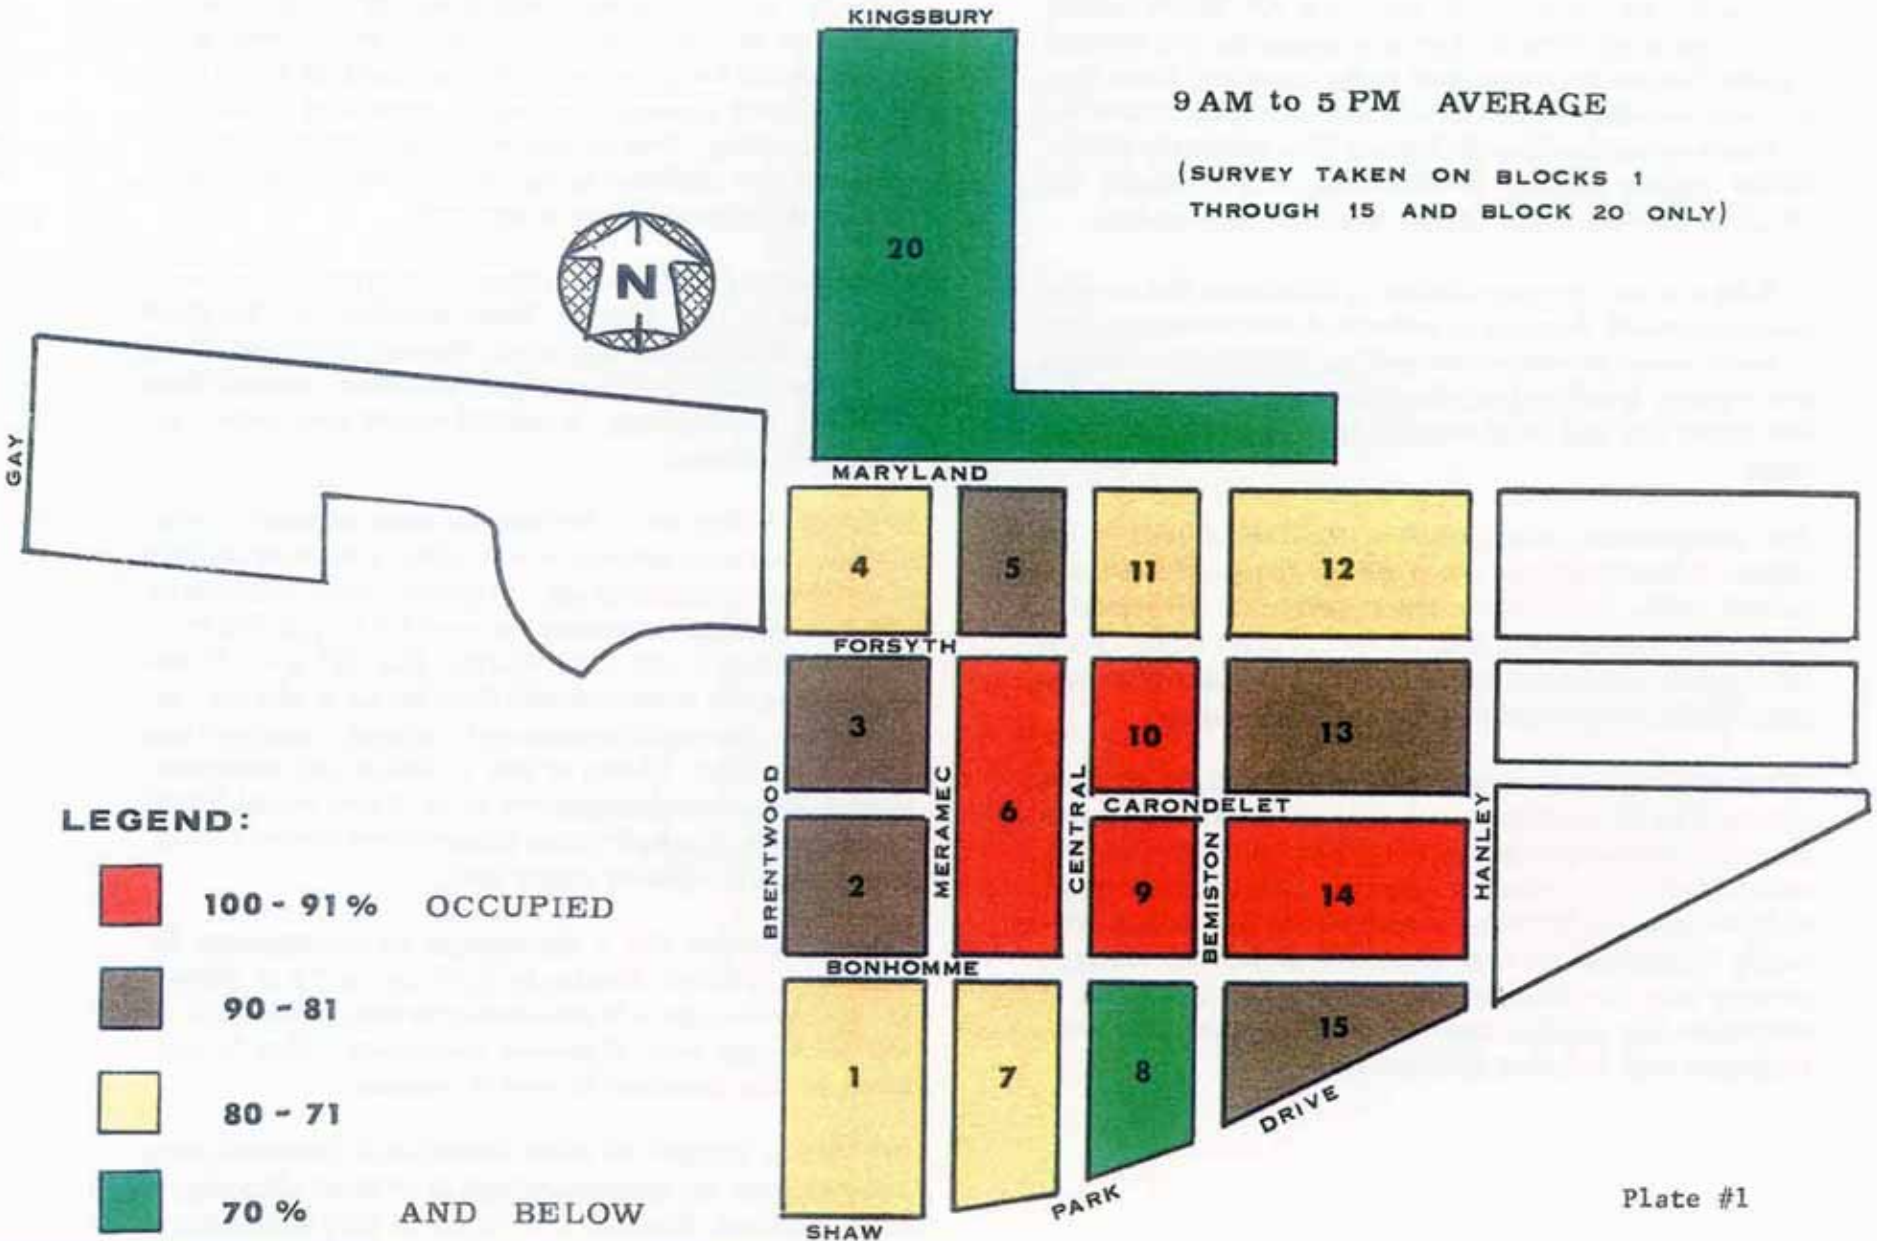 KINGSBURY
9 AM to 5 PM AVERAGE
(SURVEY TAKEN ON BLOCKS 1
THROUGH 15 AND BLOCK 20 ONLY)
20
N
GAY
MARYLAND
4
5
11
12
FORSYTH
3
6
10
13
BRENTWOOD
MERAMEC
CENTRAL
CARONDELET
BEMISTON
HANLEY
2
9
14
BONHOMME
1
7
8
15
SHAW
PARK
DRIVE
LEGEND:
100 - 91% OCCUPIED
90 - 81
80 - 71
70% AND BELOW
Plate #1